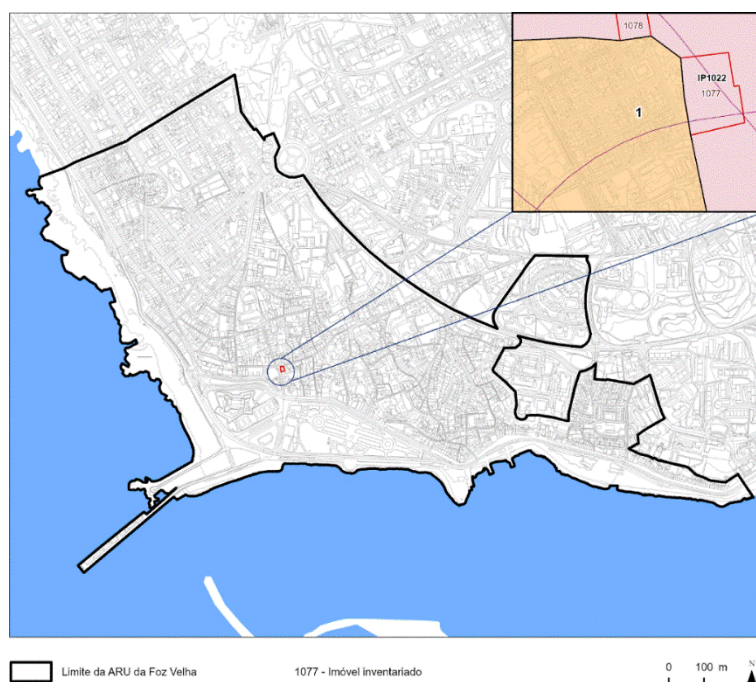 1078
IP1022
1077
1
Limite da ARU da Foz Velha
1077 - Imóvel inventariado
0 100 m
N